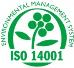 ENVIRONMENTAL MANAGEMENT SYSTEM
ISO 14001